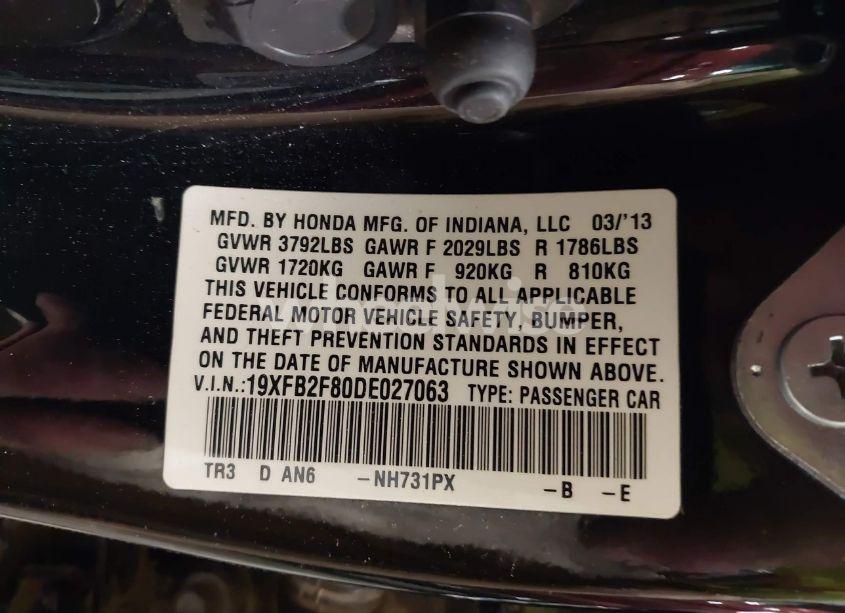 MFD. BY HONDA MFG. OF INDIANA, LLC 03/'13
GVWR 3792LBS GAWR F 2029LBS R 1786LBS
GVWR 1720KG GAWR F 920KG R 810KG
THIS VEHICLE CONFORMS TO ALL APPLICABLE
FEDERAL MOTOR VEHICLE SAFETY, BUMPER,
AND THEFT PREVENTION STANDARDS IN EFFECT
ON THE DATE OF MANUFACTURE SHOWN ABOVE.
V.I.N.:19XFB2F80DE027063 TYPE: PASSENGER CAR
TR3 D AN6 -NH731PX -B -E